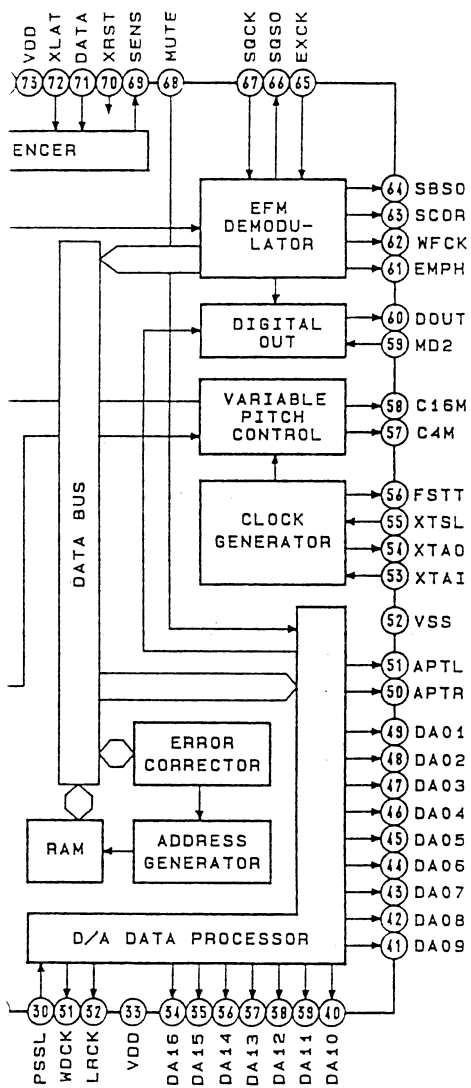 VDD
XLAT
DATA
XRST
SENS
MUTE
SQCK
SQSO
EXCK
73
72
71
70
69
68
67
66
65
ENCER
EFM
DEMODU-
LATOR
64 SBSO
63 SCOR
62 WFCK
61 EMPH
DIGITAL
OUT
60 DOUT
59 MD2
VARIABLE
PITCH
CONTROL
58 C16M
57 C4M
CLOCK
GENERATOR
56 FSTT
55 XTSL
54 XTAO
53 XTAI
DATA BUS
52 VSS
51 APTL
50 APTR
49 DA01
48 DA02
47 DA03
46 DA04
45 DA05
44 DA06
43 DA07
42 DA08
41 DA09
ERROR
CORRECTOR
RAM
ADDRESS
GENERATOR
D/A DATA PROCESSOR
30
31
32
33
34
35
36
37
38
39
40
PSSL
WDCK
LRCK
VDD
DA16
DA15
DA14
DA13
DA12
DA11
DA10